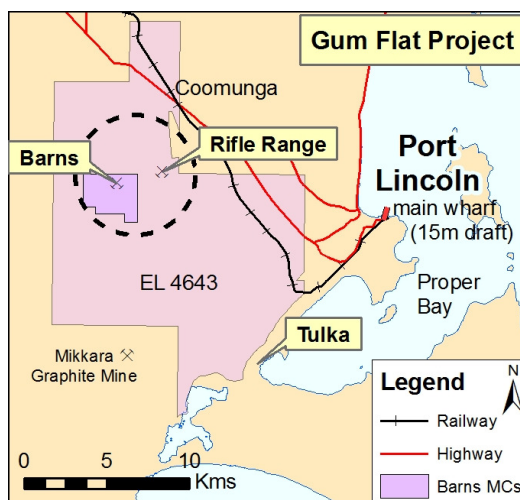 Gum Flat Project
Coomunga
Barns
Rifle Range
Port
Lincoln
main wharf
(15m draft)
EL 4643
Proper
Bay
Tulka
Mikkara
Graphite Mine
Legend
N
Railway
Highway
Barns MCs
0
5
10
Kms